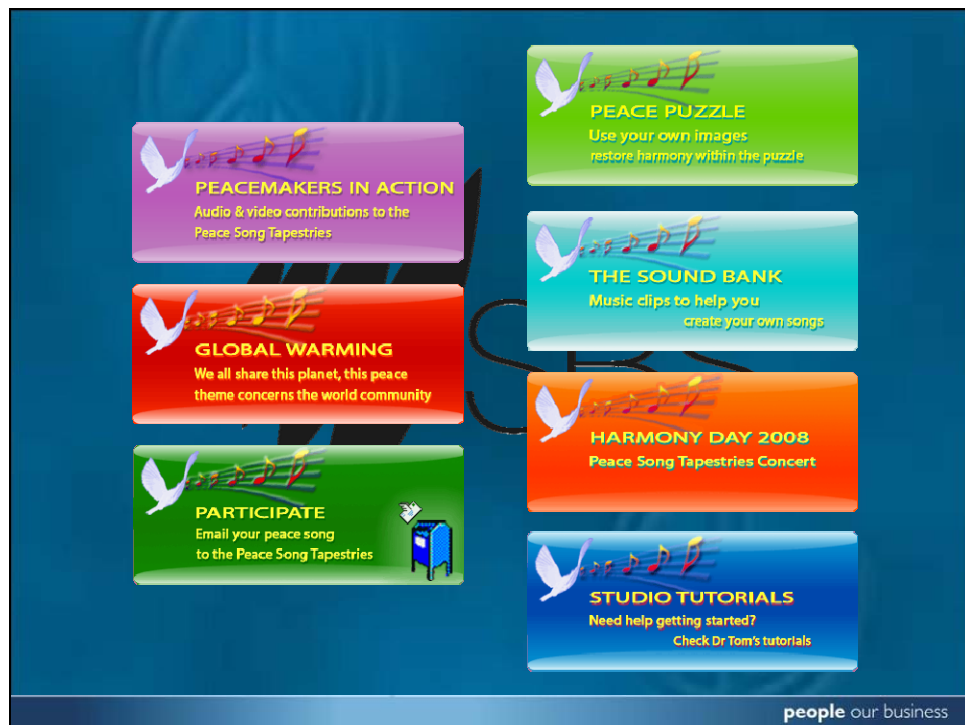 PEACEMAKERS IN ACTION
Audio & video contributions to the
Peace Song Tapestries
GLOBAL WARMING
We all share this planet, this peace
theme concerns the world community
PARTICIPATE
Email your peace song
to the Peace Song Tapestries
PEACE PUZZLE
Use your own images
restore harmony within the puzzle
THE SOUND BANK
Music clips to help you
create your own songs
SBS
HARMONY DAY 2008
Peace Song Tapestries Concert
STUDIO TUTORIALS
Need help getting started?
Check Dr Tom's tutorials
people our business